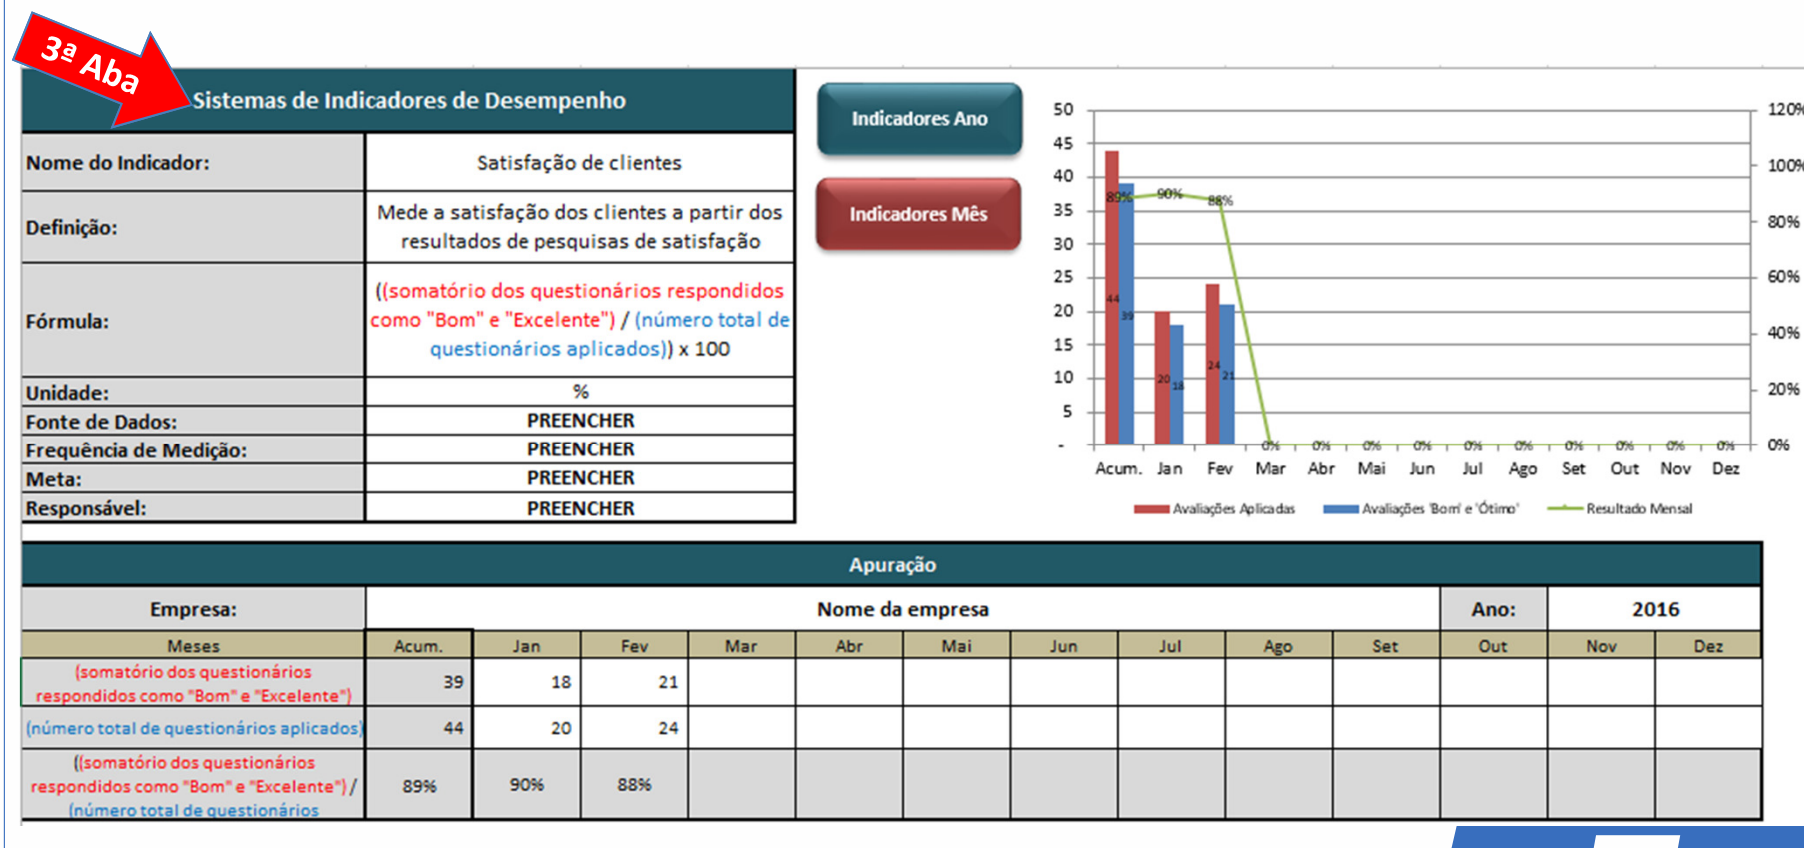 3ª Aba
Sistemas de Indicadores de Desempenho
Nome do Indicador:
Satisfação de clientes
Definição:
Mede a satisfação dos clientes a partir dos
resultados de pesquisas de satisfação
Fórmula:
((somatório dos questionários respondidos
como "Bom" e "Excelente") / (número total de
questionários aplicados)) x 100
Unidade:
%
Fonte de Dados:
PREENCHER
Frequência de Medição:
PREENCHER
Meta:
PREENCHER
Responsável:
PREENCHER
Indicadores Ano
Indicadores Mês
50
45
40
35
30
25
20
15
10
5
-
120%
100%
80%
60%
40%
20%
0%
89%
90%
88%
44
39
20
18
24
21
0% 0% 0% 0% 0% 0% 0% 0% 0% 0%
Acum. Jan Fev Mar Abr Mai Jun Jul Ago Set Out Nov Dez
Avaliações Aplicadas Avaliações 'Bom' e 'Ótimo' Resultado Mensal
Apuração
Empresa: Nome da empresa Ano: 2016
Meses Acum. Jan Fev Mar Abr Mai Jun Jul Ago Set Out Nov Dez
(somatório dos questionários
respondidos como "Bom" e "Excelente")
39 18 21
(número total de questionários aplicados)
44 20 24
((somatório dos questionários
respondidos como "Bom" e "Excelente") /
(número total de questionários
89% 90% 88%